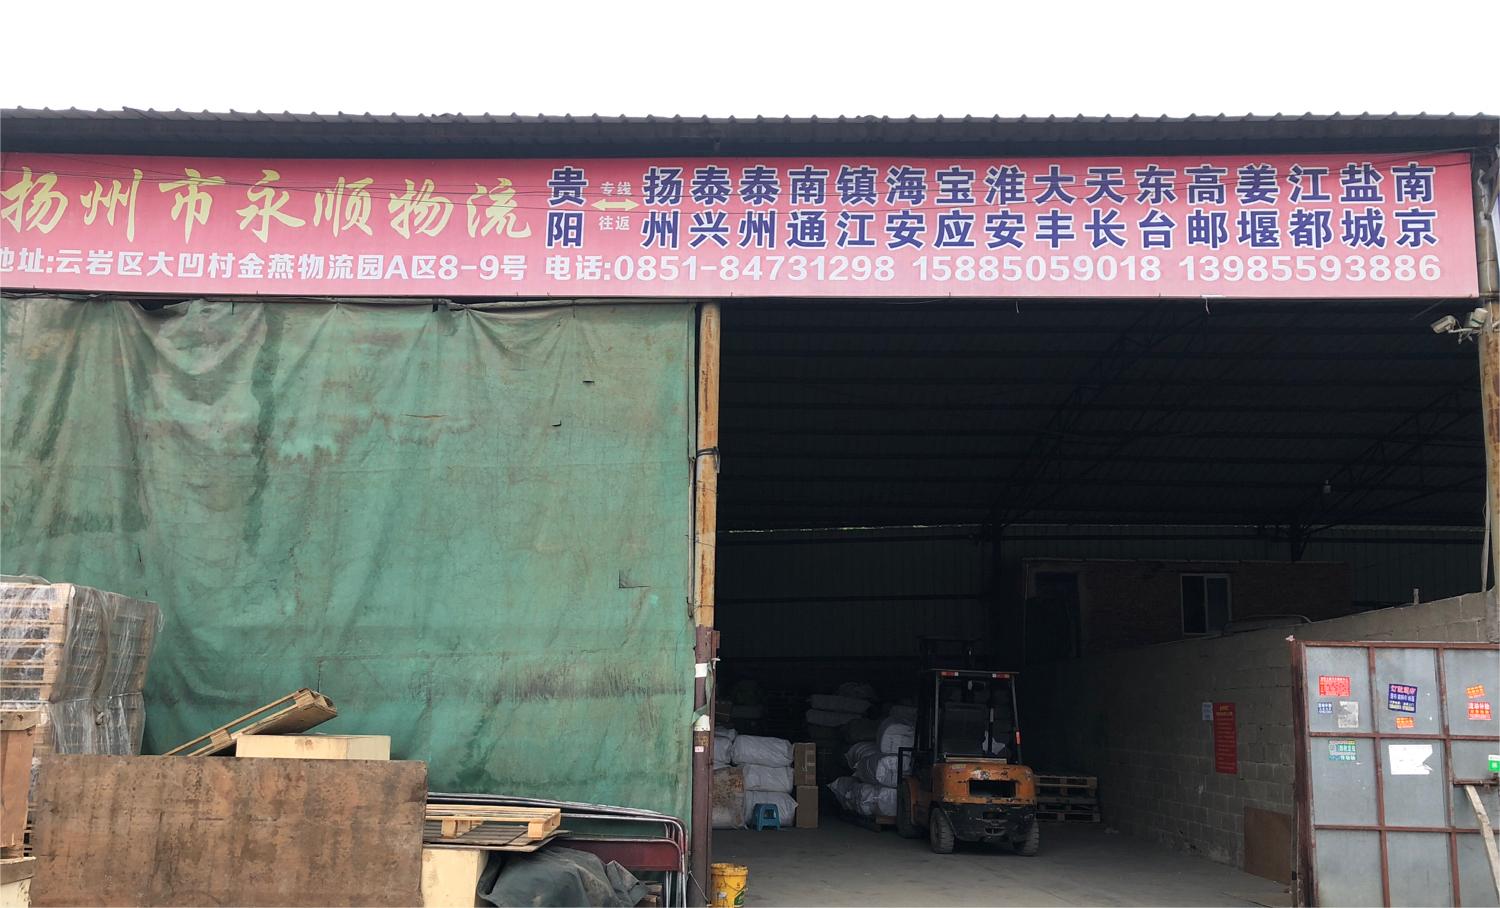 扬州市永顺物流
贵阳
专线
往返
扬泰泰南镇海宝淮大天东高姜江盐南
州兴州通江安应安丰长台邮堰都城京
地址:云岩区大凹村金燕物流园A区8-9号 电话:0851-84731298 15885059018 13985593886